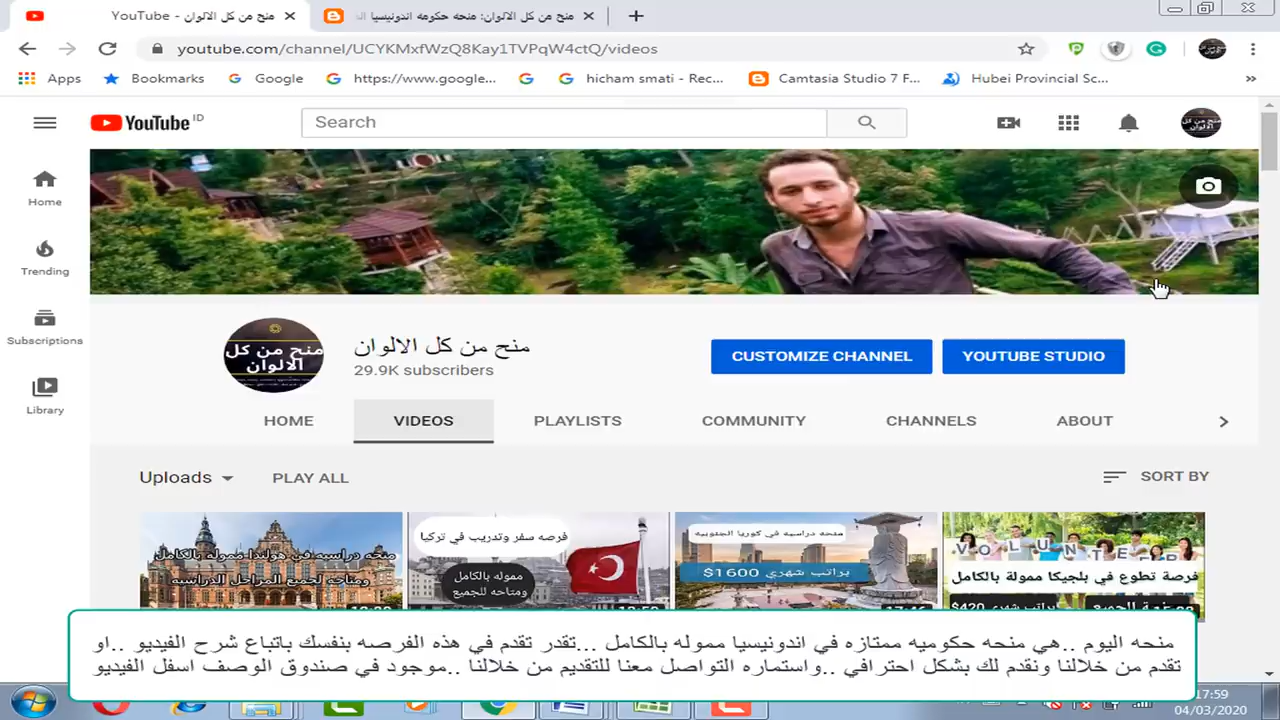 YouTube - منح من كل الالوان
منح من كل الالوان: منحه حكومه اندونيسيا
youtube.com/channel/UCYKMxfWzQ8Kay1TVPqW4ctQ/videos
Apps Bookmarks Google https://www.google... hicham smati - Rec... Camtasia Studio 7 F... Hubei Provincial Sc... »
YouTube ID
Search
Home
Trending
Subscriptions
Library
منح من كل
الالوان
منح من كل الالوان
29.9K subscribers
CUSTOMIZE CHANNEL YOUTUBE STUDIO
HOME VIDEOS PLAYLISTS COMMUNITY CHANNELS ABOUT
Uploads PLAY ALL SORT BY
منحه دراسيه في هولندا مموله بالكامل
ومتاحه لجميع المراحل الدراسيه
فرصه سفر وتدريب في تركيا
ممولة بالكامل
ومتاحه للجميع
منحه دراسيه في كوريا الجنوبيه
براتب شهري 1600$
VOLUNTEER
فرصة تطوع في بلجيكا ممولة بالكامل
براتب شهري 420$
منحه اليوم ..هي منحه حكوميه ممتازه في اندونيسيا مموله بالكامل ...تقدر تقدم في هذه الفرصه بنفسك باتباع شرح الفيديو ..او
تقدم من خلالنا ونقدم لك بشكل احترافي ..واستماره التواصل معنا للتقديم من خلالنا ..موجود في صندوق الوصف اسفل الفيديو
17:59
04/03/2020